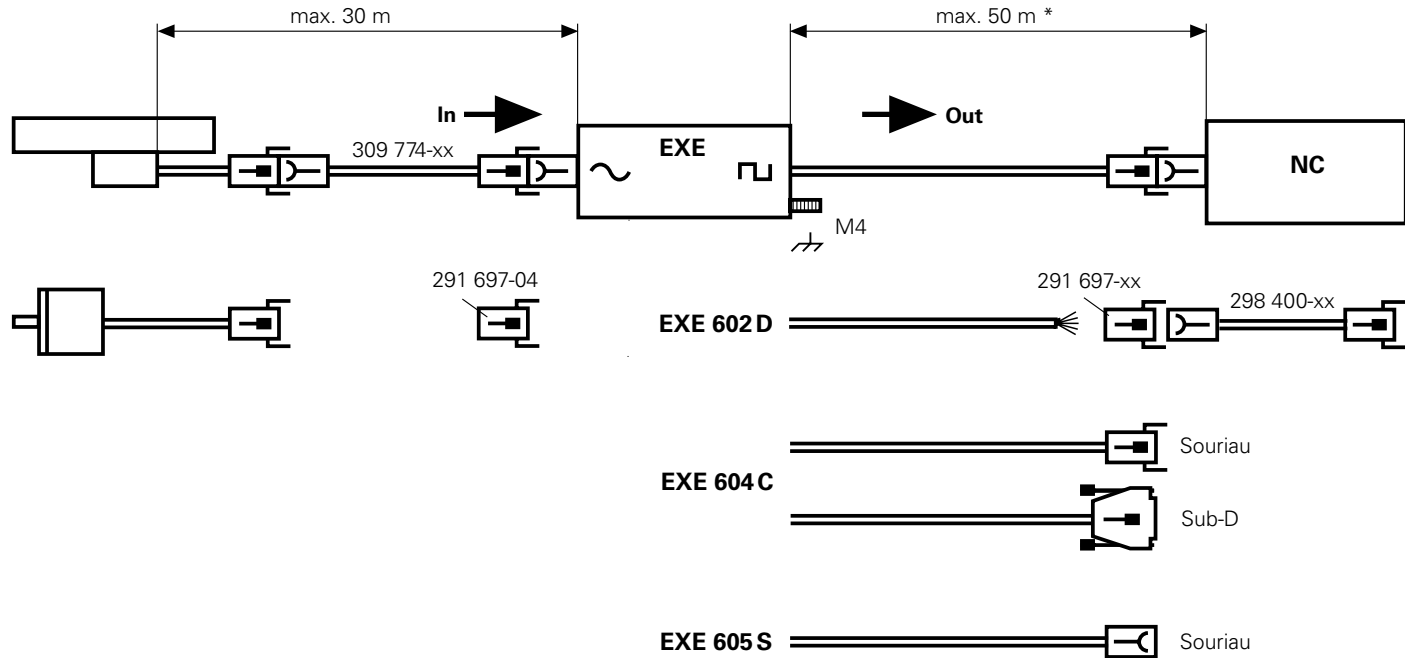 max. 30 m
max. 50 m *
In
Out
309 774-xx
EXE
NC
M4
291 697-04
EXE 602 D
291 697-xx
298 400-xx
EXE 604 C
Souriau
Sub-D
EXE 605 S
Souriau